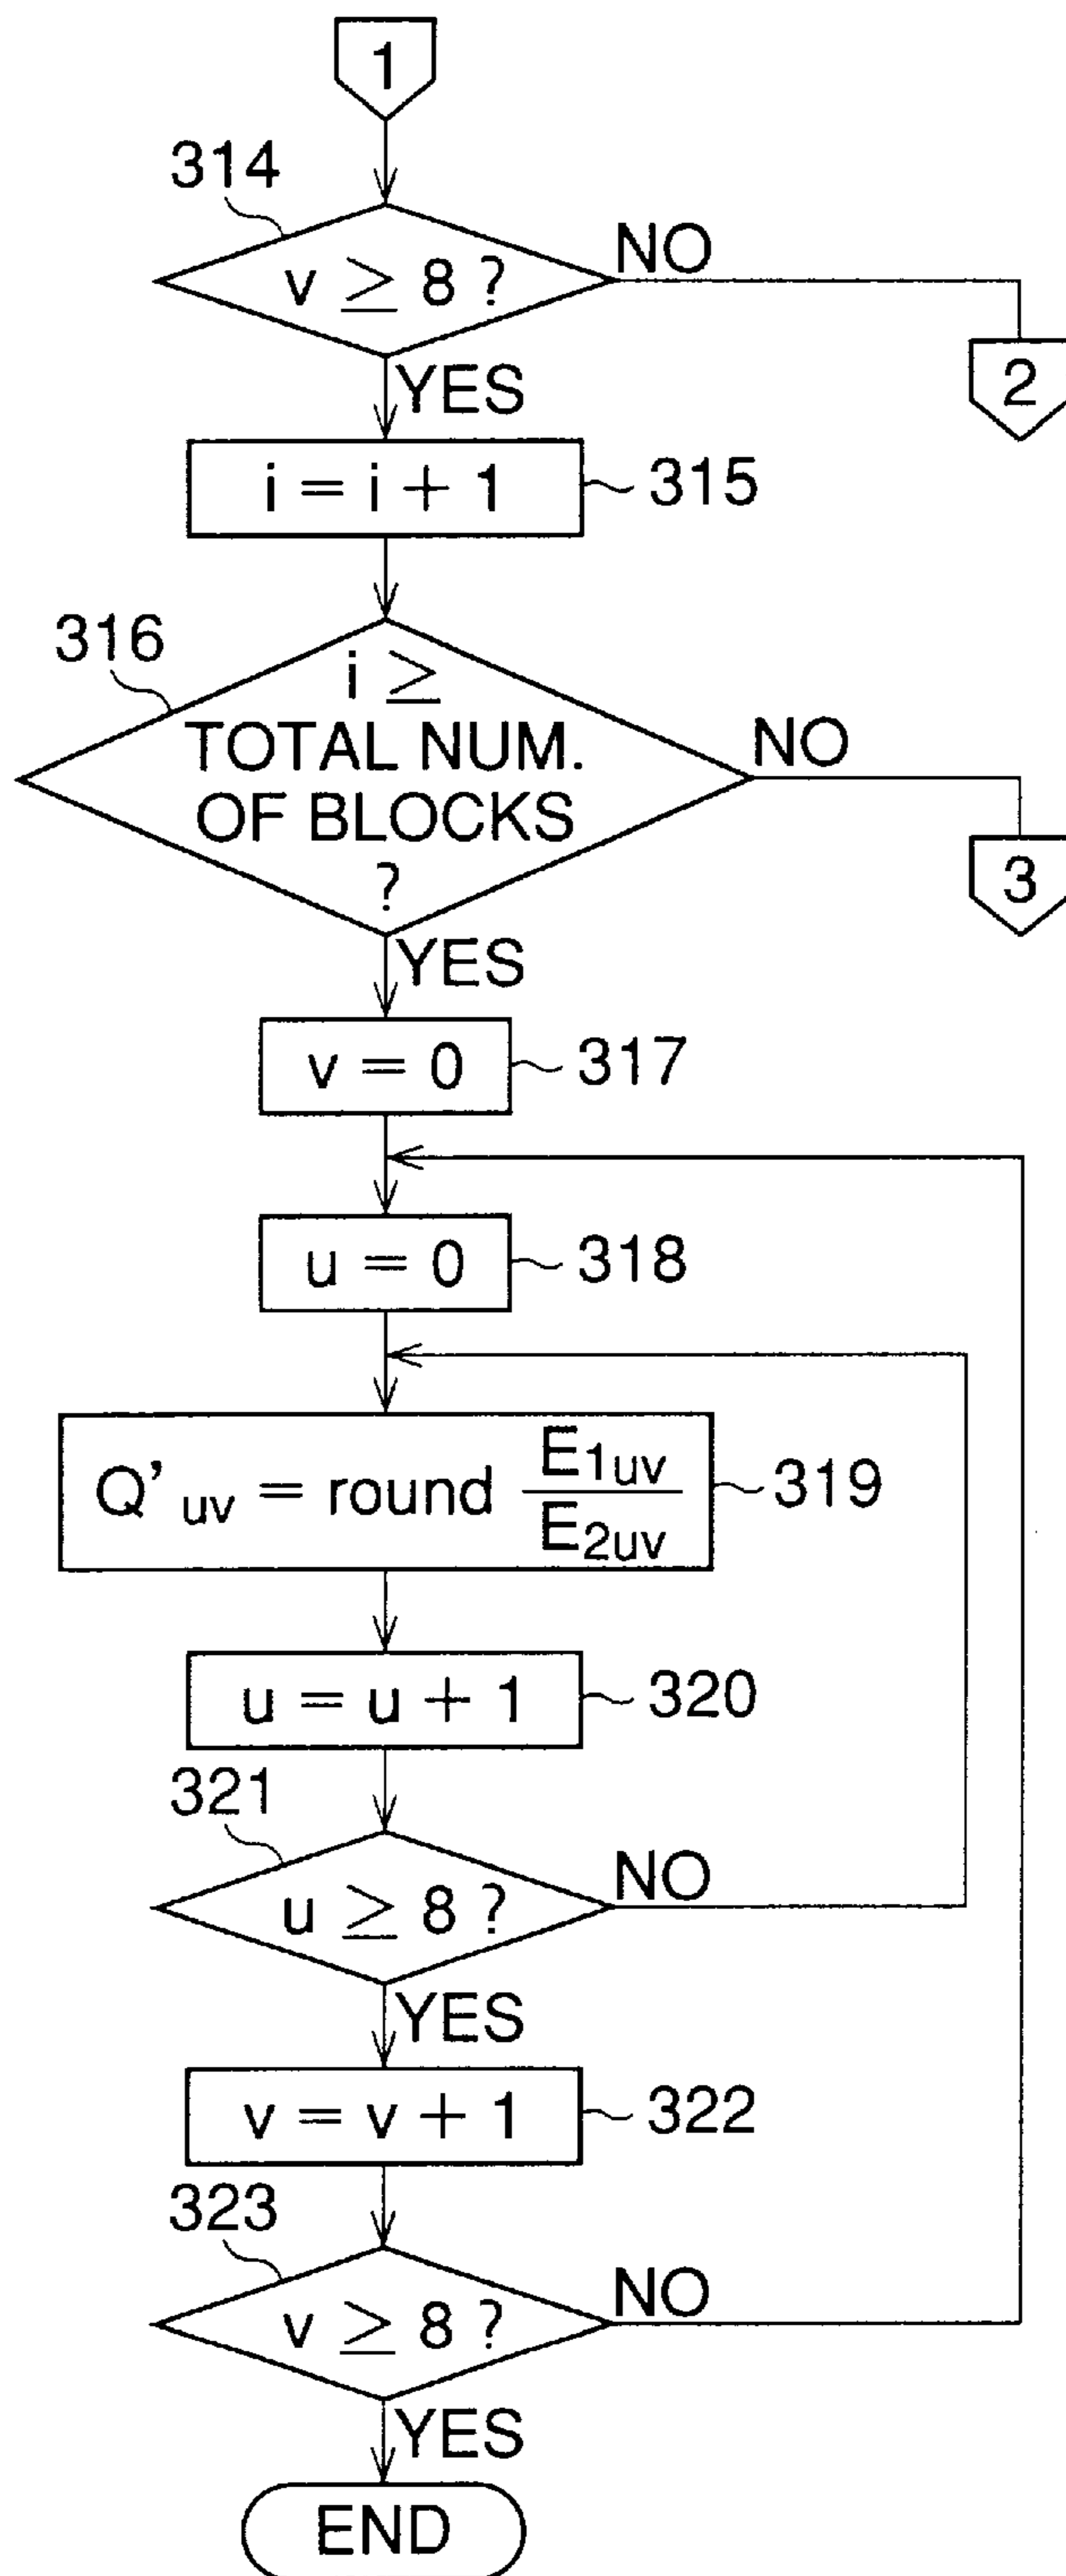 1
314
v ≥ 8 ?
NO
2
YES
i = i + 1
315
316
i ≥
TOTAL NUM.
OF BLOCKS
?
NO
3
YES
v = 0
317
u = 0
318
Q'uv = round E1uv / E2uv
319
u = u + 1
320
321
u ≥ 8 ?
NO
YES
v = v + 1
322
323
v ≥ 8 ?
NO
YES
END